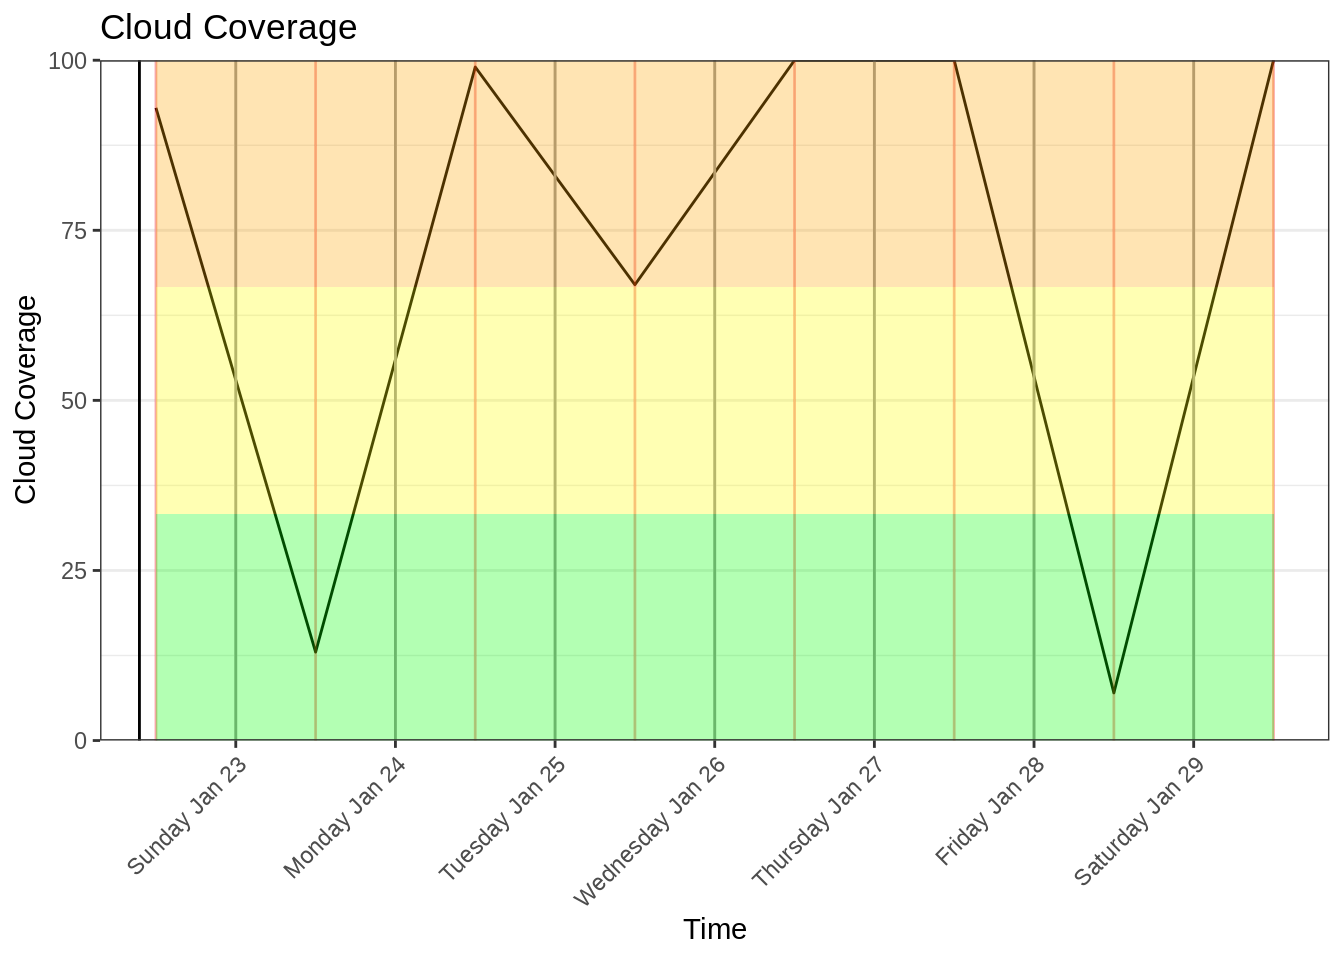 Cloud Coverage
100
75
50
25
0
Cloud Coverage
Sunday Jan 23
Monday Jan 24
Tuesday Jan 25
Wednesday Jan 26
Thursday Jan 27
Friday Jan 28
Saturday Jan 29
Time